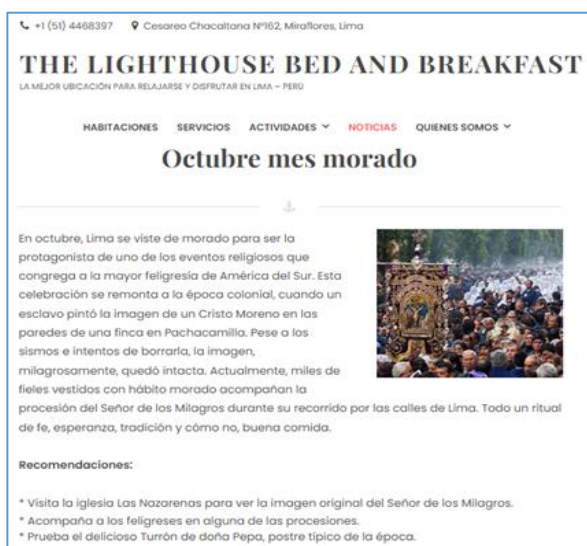 +1 (51) 4468397 Cesareo Chacaltana Nº162, Miraflores, Lima
THE LIGHTHOUSE BED AND BREAKFAST
LA MEJOR UBICACIÓN PARA RELAJARSE Y DISFRUTAR EN LIMA – PERÚ
HABITACIONES SERVICIOS ACTIVIDADES NOTICIAS QUIENES SOMOS
Octubre mes morado
En octubre, Lima se viste de morado para ser la
protagonista de uno de los eventos religiosos que
congrega a la mayor feligresía de América del Sur. Esta
celebración se remonta a la época colonial, cuando un
esclavo pintó la imagen de un Cristo Moreno en las
paredes de una finca en Pachacamilla. Pese a los
sismos e intentos de borrarla, la imagen,
milagrosamente, quedó intacta. Actualmente, miles de
fieles vestidos con hábito morado acompañan la
procesión del Señor de los Milagros durante su recorrido por las calles de Lima. Todo un ritual
de fe, esperanza, tradición y cómo no, buena comida.
Recomendaciones:
* Visita la iglesia Las Nazarenas para ver la imagen original del Señor de los Milagros.
* Acompaña a los feligreses en alguna de las procesiones.
* Prueba el delicioso Turrón de doña Pepa, postre típico de la época.